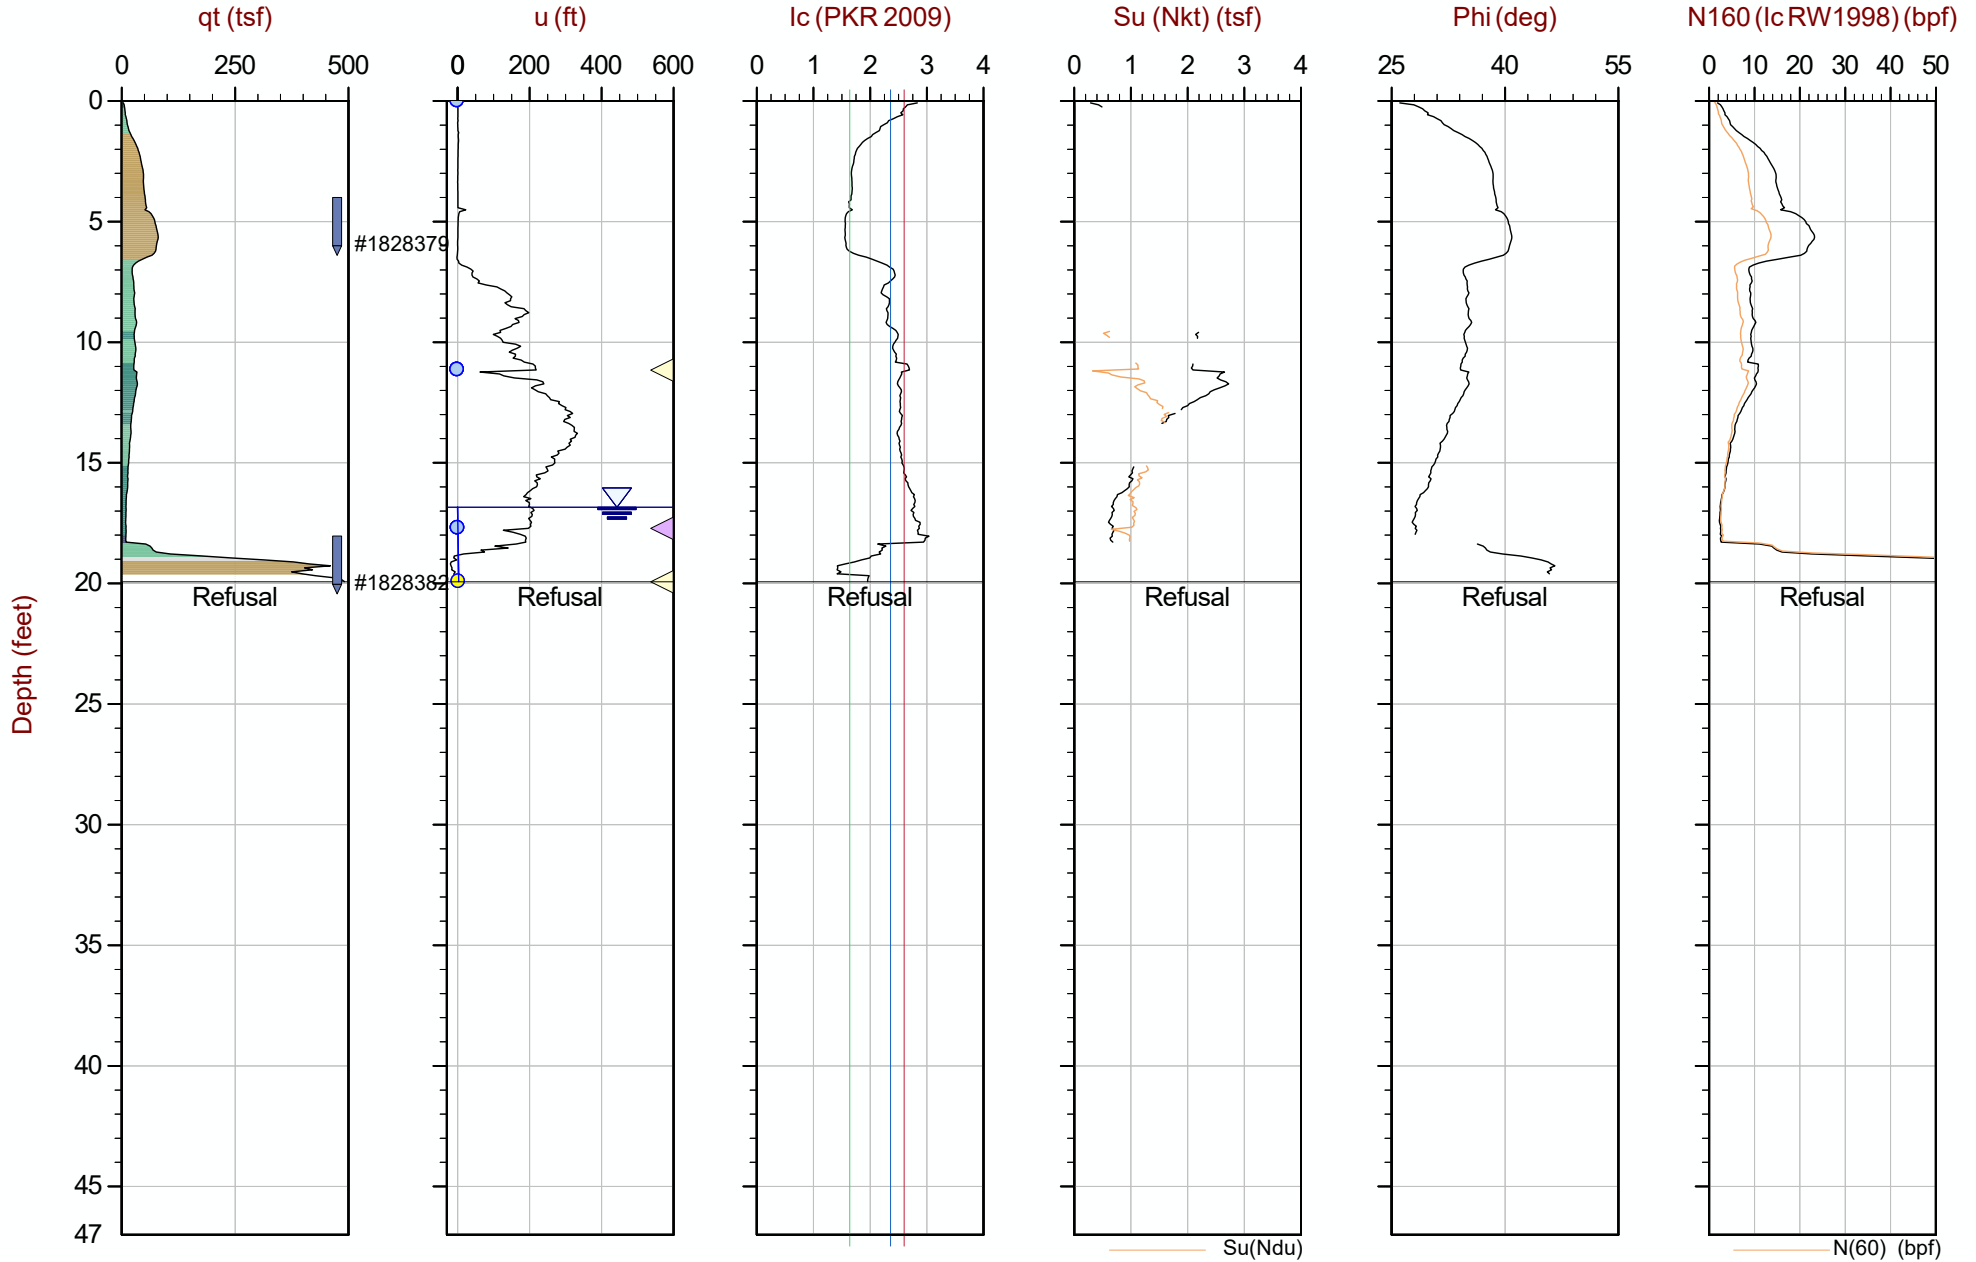 qt (tsf) u (ft) Ic (PKR 2009) Su (Nkt) (tsf) Phi (deg) N160 (Ic RW1998) (bpf)
0 250 500 0 200 400 600 0 1 2 3 4 0 1 2 3 4 25 40 55 0 10 20 30 40 50
0
5
#1828379
10
15
20
#1828382
Refusal Refusal Refusal Refusal Refusal Refusal
Depth (feet)
25
30
35
40
45
47
Su(Ndu) N(60) (bpf)